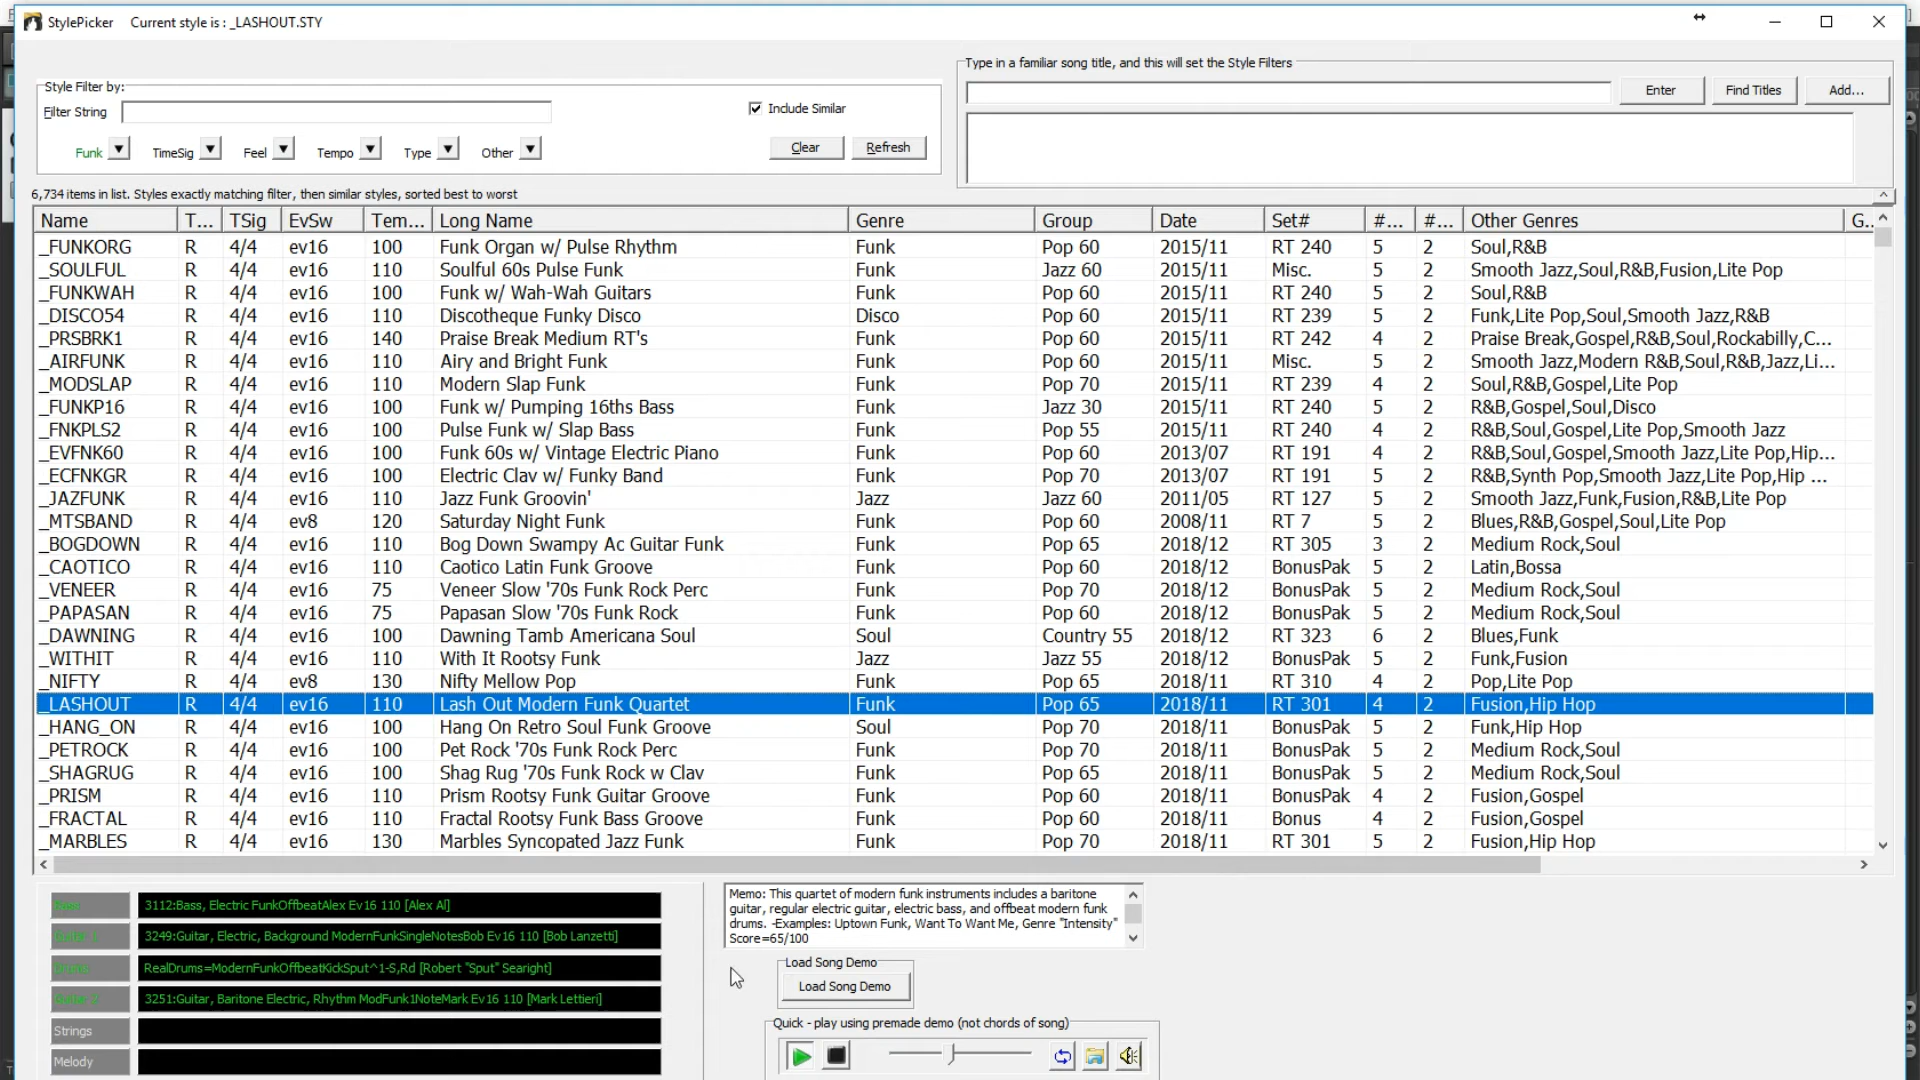 StylePicker Current style is : _LASHOUT.STY
Style Filter by:
Filter String
Include Similar
Funk TimeSig Feel Tempo Type Other
Clear Refresh
Type in a familiar song title, and this will set the Style Filters
Enter Find Titles Add...
6,734 items in list. Styles exactly matching filter, then similar styles, sorted best to worst
Name T... TSig EvSw Tem... Long Name Genre Group Date Set# #... #... Other Genres G..
_FUNKORG R 4/4 ev16 100 Funk Organ w/ Pulse Rhythm Funk Pop 60 2015/11 RT 240 5 2 Soul,R&B
_SOULFUL R 4/4 ev16 110 Soulful 60s Pulse Funk Funk Jazz 60 2015/11 Misc. 5 2 Smooth Jazz,Soul,R&B,Fusion,Lite Pop
_FUNKWAH R 4/4 ev16 100 Funk w/ Wah-Wah Guitars Funk Pop 60 2015/11 RT 240 5 2 Soul,R&B
_DISCO54 R 4/4 ev16 110 Discotheque Funky Disco Disco Pop 60 2015/11 RT 239 5 2 Funk,Lite Pop,Soul,Smooth Jazz,R&B
_PRSBRK1 R 4/4 ev16 140 Praise Break Medium RT's Funk Pop 60 2015/11 RT 242 4 2 Praise Break,Gospel,R&B,Soul,Rockabilly,C...
_AIRFUNK R 4/4 ev16 110 Airy and Bright Funk Funk Pop 60 2015/11 Misc. 5 2 Smooth Jazz,Modern R&B,Soul,R&B,Jazz,Li...
_MODSLAP R 4/4 ev16 110 Modern Slap Funk Funk Pop 70 2015/11 RT 239 4 2 Soul,R&B,Gospel,Lite Pop
_FUNKP16 R 4/4 ev16 100 Funk w/ Pumping 16ths Bass Funk Jazz 30 2015/11 RT 240 5 2 R&B,Gospel,Soul,Disco
_FNKPLS2 R 4/4 ev16 100 Pulse Funk w/ Slap Bass Funk Pop 55 2015/11 RT 240 4 2 R&B,Soul,Gospel,Lite Pop,Smooth Jazz
_EVFNK60 R 4/4 ev16 100 Funk 60s w/ Vintage Electric Piano Funk Pop 60 2013/07 RT 191 4 2 R&B,Soul,Gospel,Smooth Jazz,Lite Pop,Hip...
_ECFNKGR R 4/4 ev16 100 Electric Clav w/ Funky Band Funk Pop 70 2013/07 RT 191 5 2 R&B,Synth Pop,Smooth Jazz,Lite Pop,Hip ...
_JAZFUNK R 4/4 ev16 110 Jazz Funk Groovin' Jazz Jazz 60 2011/05 RT 127 5 2 Smooth Jazz,Funk,Fusion,R&B,Lite Pop
_MTSBAND R 4/4 ev8 120 Saturday Night Funk Funk Pop 60 2008/11 RT 7 5 2 Blues,R&B,Gospel,Soul,Lite Pop
_BOGDOWN R 4/4 ev16 110 Bog Down Swampy Ac Guitar Funk Funk Pop 65 2018/12 RT 305 3 2 Medium Rock,Soul
_CAOTICO R 4/4 ev16 110 Caotico Latin Funk Groove Funk Pop 60 2018/12 BonusPak 5 2 Latin,Bossa
_VENEER R 4/4 ev16 75 Veneer Slow '70s Funk Rock Perc Funk Pop 70 2018/12 BonusPak 5 2 Medium Rock,Soul
_PAPASAN R 4/4 ev16 75 Papasan Slow '70s Funk Rock Funk Pop 60 2018/12 BonusPak 5 2 Medium Rock,Soul
_DAWNING R 4/4 ev16 100 Dawning Tamb Americana Soul Soul Country 55 2018/12 RT 323 6 2 Blues,Funk
_WITHIT R 4/4 ev16 110 With It Rootsy Funk Jazz Jazz 55 2018/12 BonusPak 5 2 Funk,Fusion
_NIFTY R 4/4 ev8 130 Nifty Mellow Pop Funk Pop 65 2018/12 RT 310 4 2 Pop,Lite Pop
_LASHOUT R 4/4 ev16 110 Lash Out Modern Funk Quartet Funk Pop 65 2018/11 RT 301 4 2 Fusion,Hip Hop
_HANG_ON R 4/4 ev16 100 Hang On Retro Soul Funk Groove Soul Pop 70 2018/11 BonusPak 5 2 Funk,Hip Hop
_PETROCK R 4/4 ev16 100 Pet Rock '70s Funk Rock Perc Funk Pop 70 2018/11 BonusPak 5 2 Medium Rock,Soul
_SHAGRUG R 4/4 ev16 100 Shag Rug '70s Funk Rock w Clav Funk Pop 65 2018/11 BonusPak 5 2 Medium Rock,Soul
_PRISM R 4/4 ev16 110 Prism Rootsy Funk Guitar Groove Funk Pop 60 2018/11 BonusPak 4 2 Fusion,Gospel
_FRACTAL R 4/4 ev16 110 Fractal Rootsy Funk Bass Groove Funk Pop 60 2018/11 Bonus 4 2 Fusion,Gospel
_MARBLES R 4/4 ev16 130 Marbles Syncopated Jazz Funk Funk Pop 70 2018/11 RT 301 5 2 Fusion,Hip Hop
3112:Bass, Electric FunkOffbeatAlex Ev16 110 [Alex Al]
3249:Guitar, Electric, Background ModernFunkSingleNotesBob Ev16 110 [Bob Lanzetti]
RealDrums=ModernFunkOffbeatKickSput^1-S,Rd [Robert "Sput" Searight]
3251:Guitar, Baritone Electric, Rhythm ModFunk1NoteMark Ev16 110 [Mark Lettieri]
Strings
Melody
Memo: This quartet of modern funk instruments includes a baritone
guitar, regular electric guitar, electric bass, and offbeat modern funk
drums. -Examples: Uptown Funk, Want To Want Me, Genre "Intensity"
Score=65/100
Load Song Demo
Load Song Demo
Quick - play using premade demo (not chords of song)